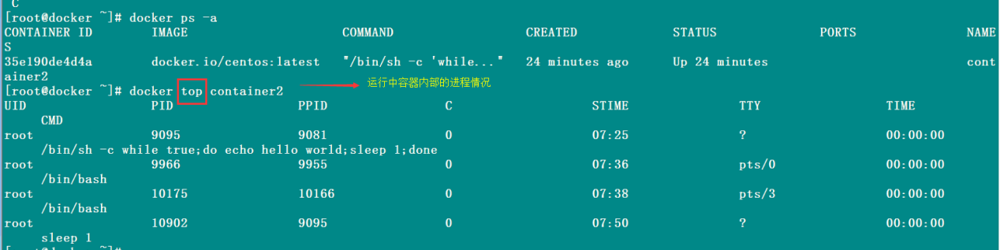 C
[root@docker ~]# docker ps -a
CONTAINER ID IMAGE COMMAND CREATED STATUS PORTS NAME
S
35e190de4d4a docker.io/centos:latest "/bin/sh -c 'while..." 24 minutes ago Up 24 minutes cont
ainer2
[root@docker ~]# docker top container2 运行中容器内部的进程情况
UID PID PPID C STIME TTY TIME
CMD
root 9095 9081 0 07:25 ? 00:00:00
/bin/sh -c while true;do echo hello world;sleep 1;done
root 9966 9955 0 07:36 pts/0 00:00:00
/bin/bash
root 10175 10166 0 07:38 pts/3 00:00:00
/bin/bash
root 10902 9095 0 07:50 ? 00:00:00
sleep 1